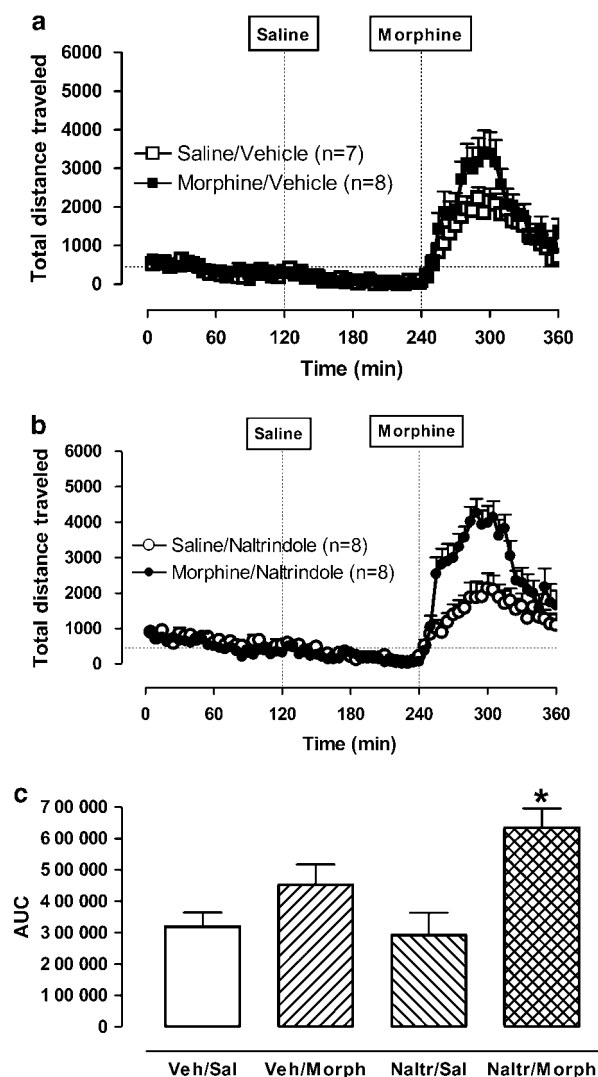 a
Saline Morphine
Total distance traveled
6000
5000
4000
3000
2000
1000
0
Saline/Vehicle (n=7)
Morphine/Vehicle (n=8)
0 60 120 180 240 300 360
Time (min)
b
Saline Morphine
Total distance traveled
6000
5000
4000
3000
2000
1000
0
Saline/Naltrindole (n=8)
Morphine/Naltrindole (n=8)
0 60 120 180 240 300 360
Time (min)
c
AUC
7 00 000
6 00 000
5 00 000
4 00 000
3 00 000
2 00 000
1 00 000
0
*
Veh/Sal Veh/Morph Naltr/Sal Naltr/Morph